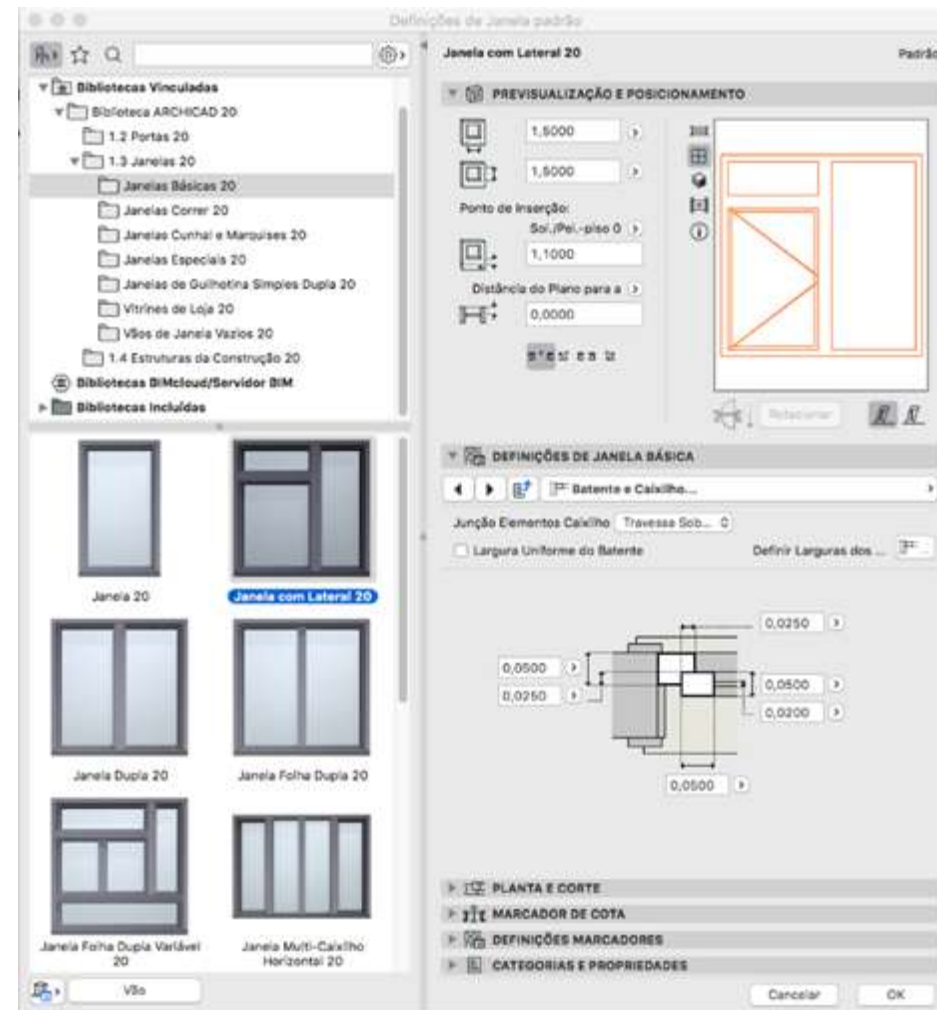 Definições de Janela padrão
Bibliotecas Vinculadas
Biblioteca ARCHICAD 20
1.2 Portas 20
1.3 Janelas 20
Janelas Básicas 20
Janelas Correr 20
Janelas Cunhal e Marquises 20
Janelas Especiais 20
Janelas de Guilhotina Simples Dupla 20
Vitrines de Loja 20
Vãos de Janela Vazios 20
1.4 Estruturas da Construção 20
Bibliotecas BIMcloud/Servidor BIM
Bibliotecas Incluídas
Janela 20
Janela com Lateral 20
Janela Dupla 20
Janela Folha Dupla 20
Janela Folha Dupla Variável
20
Janela Multi-Caixilho
Horizontal 20
Vão
Janela com Lateral 20
Padrão
PREVISUALIZAÇÃO E POSICIONAMENTO
1,5000
1,5000
Ponto de Inserção:
Sol./Pei.-piso 0
1,1000
Distância do Plano para a
0,0000
Rotacionar
DEFINIÇÕES DE JANELA BÁSICA
Batente e Caixilho...
Junção Elementos Caixilho Travessa Sob...
Largura Uniforme do Batente
Definir Larguras dos ...
0,0250
0,0500
0,0250
0,0500
0,0200
0,0500
PLANTA E CORTE
MARCADOR DE COTA
DEFINIÇÕES MARCADORES
CATEGORIAS E PROPRIEDADES
Cancelar
OK